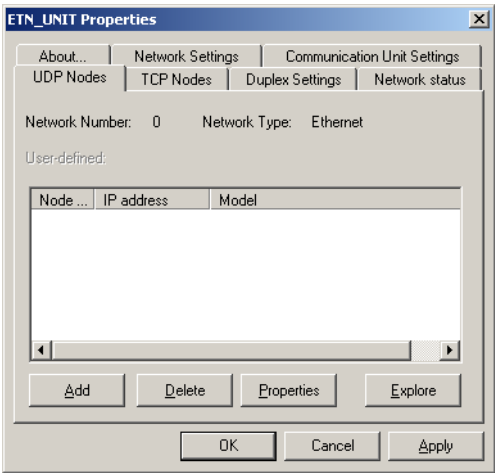 ETN_UNIT Properties
About... Network Settings Communication Unit Settings
UDP Nodes TCP Nodes Duplex Settings Network status
Network Number: 0 Network Type: Ethernet
User-defined:
Node ... IP address Model
Add Delete Properties Explore
OK Cancel Apply